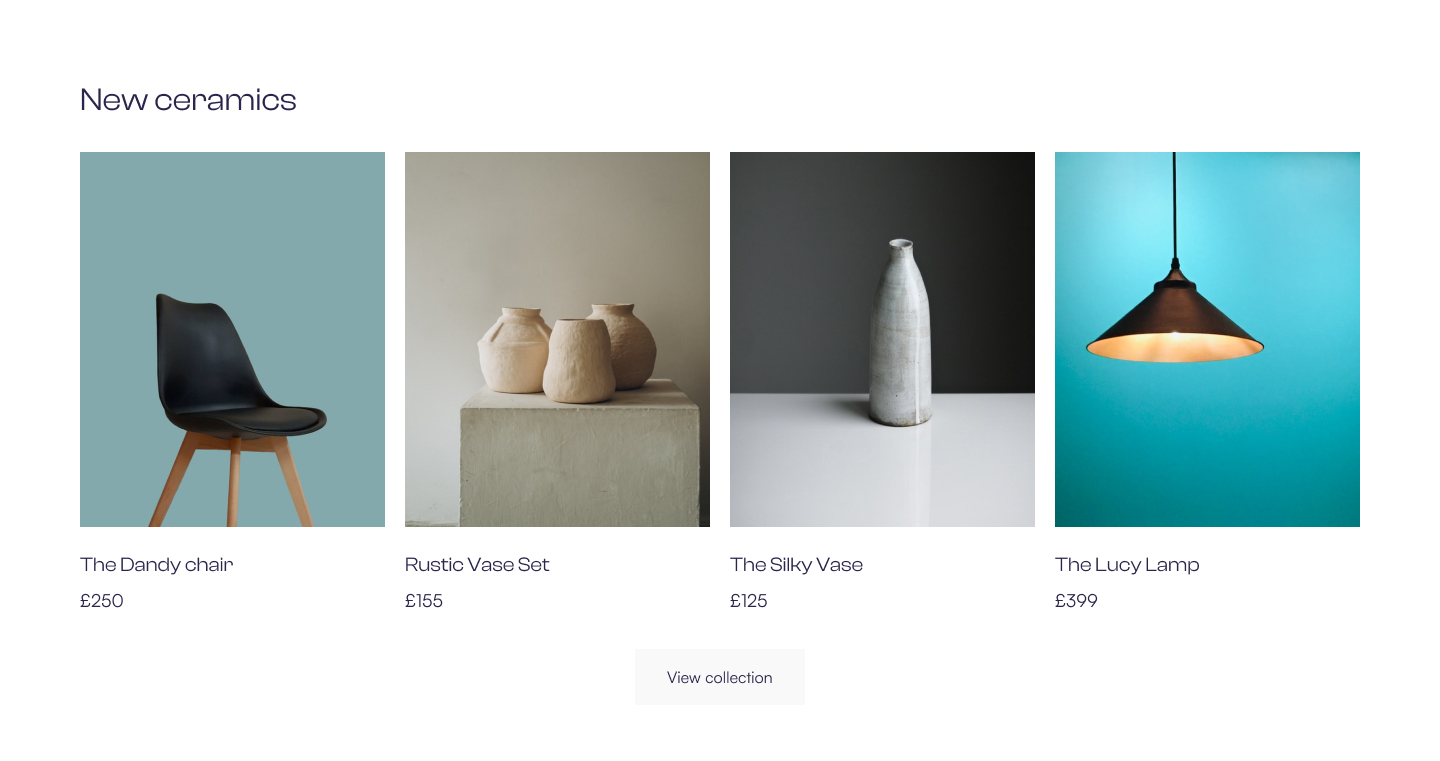 New ceramics
The Dandy chair
£250
Rustic Vase Set
£155
The Silky Vase
£125
The Lucy Lamp
£399
View collection